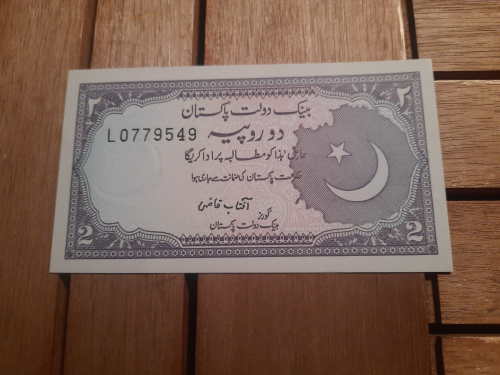 ۲ ۲
بینک دولت پاکستان
L0779549 دو روپیہ
حامل ہٰذا کو مطالبہ پر ادا کریگا
حکومت پاکستان کی ضمانت سے جاری ہوا
آفتاب قاضی
گورنر
بینک دولت پاکستان
2 2